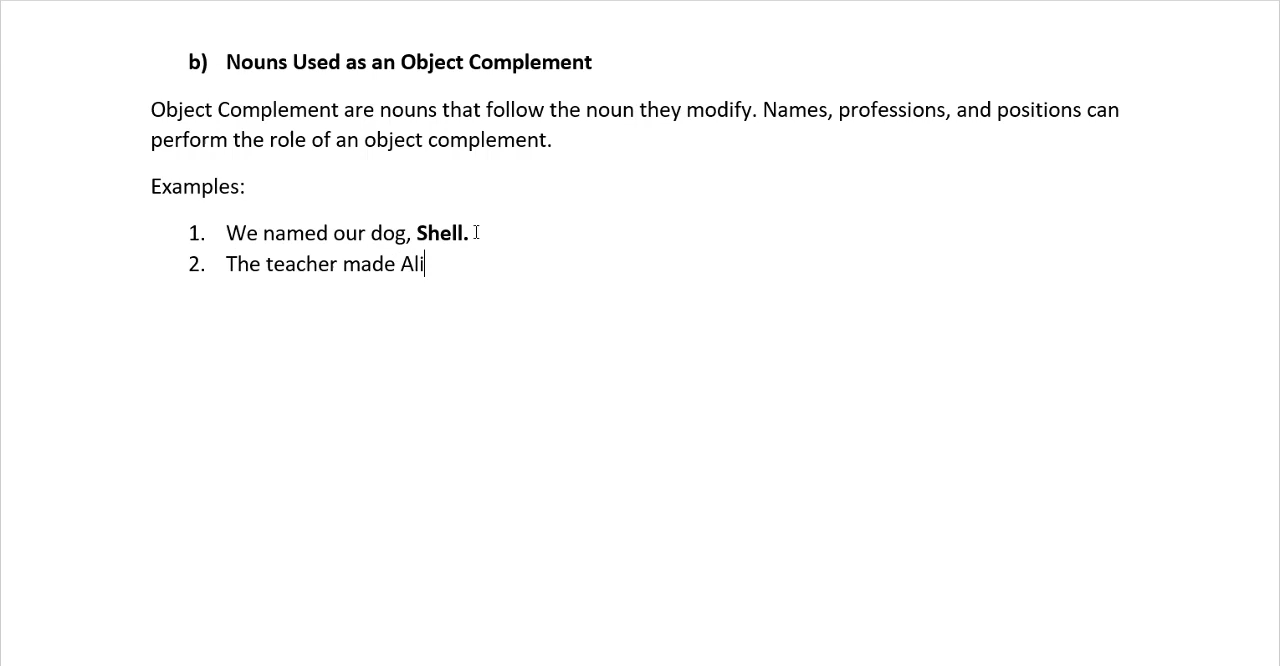 b) Nouns Used as an Object Complement
Object Complement are nouns that follow the noun they modify. Names, professions, and positions can
perform the role of an object complement.
Examples:
1. We named our dog, Shell.
2. The teacher made Ali